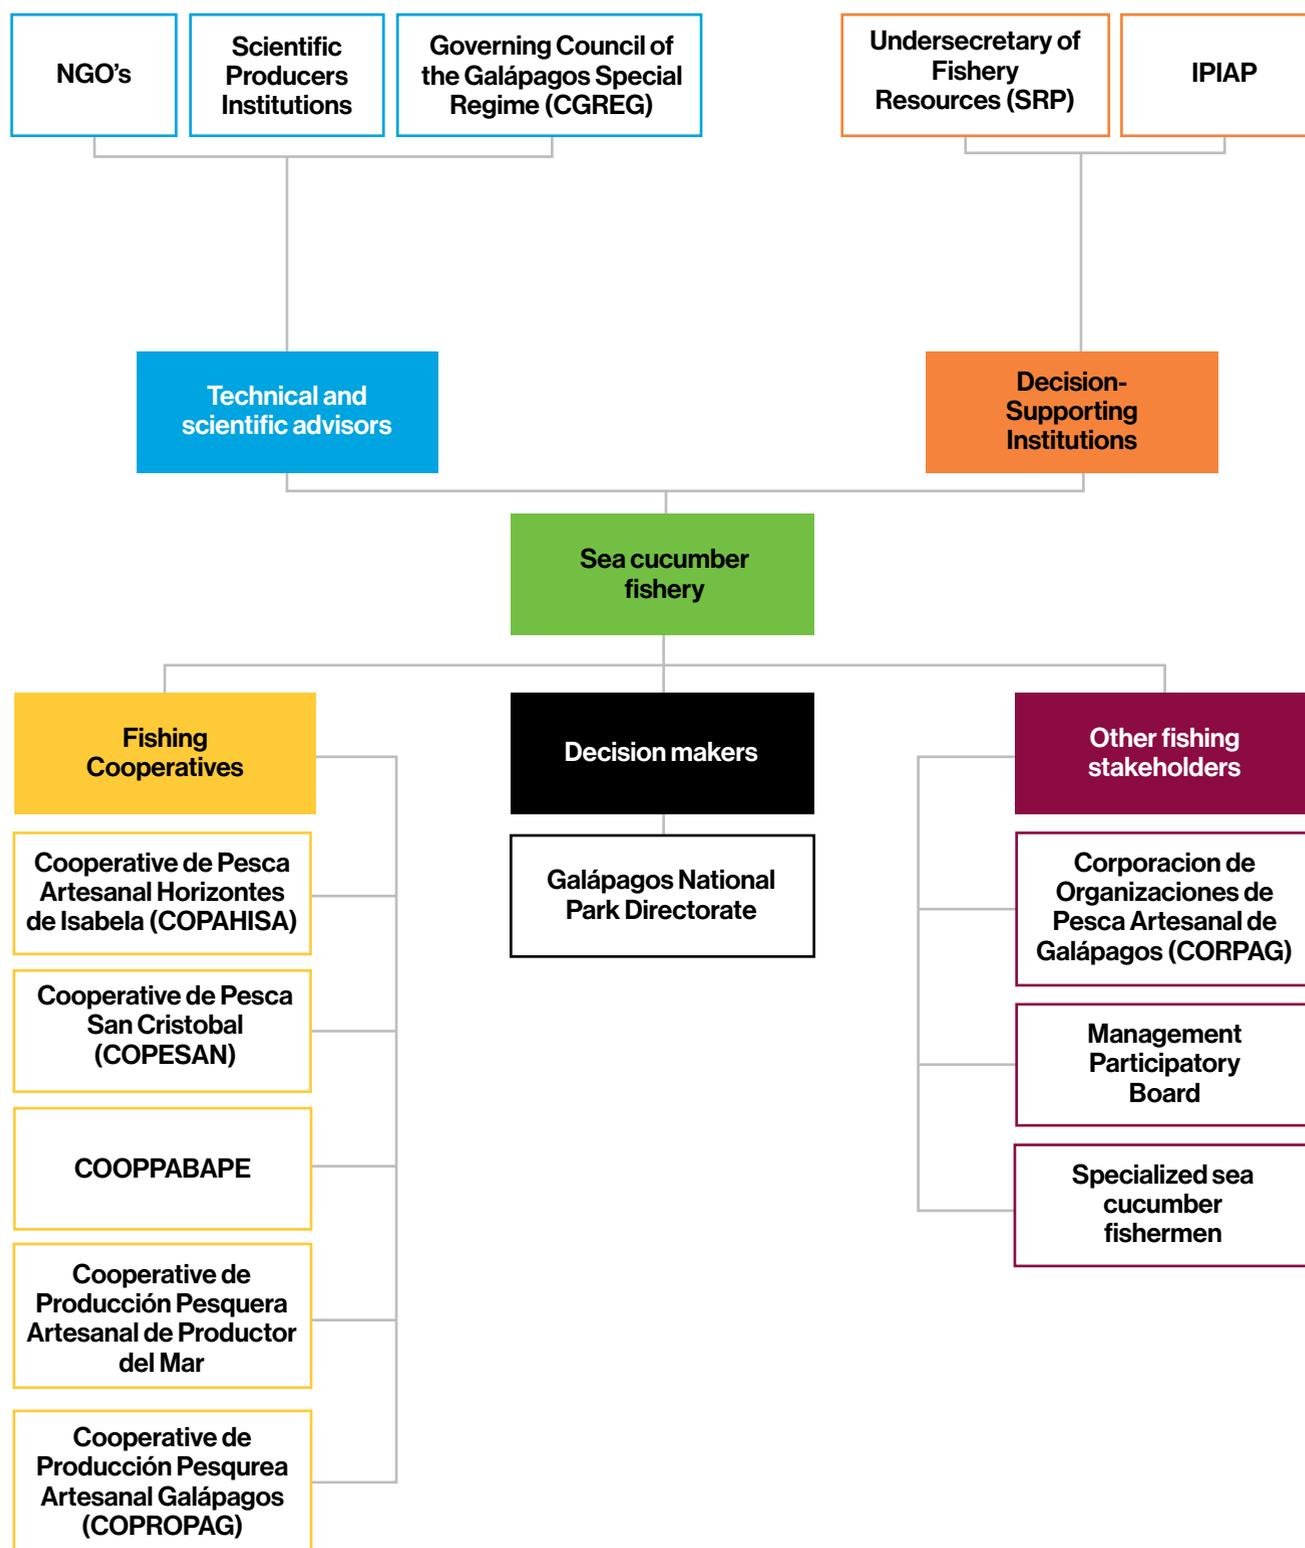 NGO’s
Scientific
Producers
Institutions
Governing Council of
the Galápagos Special
Regime (CGREG)
Undersecretary of
Fishery
Resources (SRP)
IPIAP
Technical and
scientific advisors
Decision-
Supporting
Institutions
Sea cucumber
fishery
Fishing
Cooperatives
Decision makers
Other fishing
stakeholders
Cooperative de Pesca
Artesanal Horizontes
de Isabela (COPAHISA)
Cooperative de Pesca
San Cristobal
(COPESAN)
COOPPABAPE
Cooperative de
Producción Pesquera
Artesanal de Productor
del Mar
Cooperative de
Producción Pesqurea
Artesanal Galápagos
(COPROPAG)
Galápagos National
Park Directorate
Corporacion de
Organizaciones de
Pesca Artesanal de
Galápagos (CORPAG)
Management
Participatory
Board
Specialized sea
cucumber
fishermen